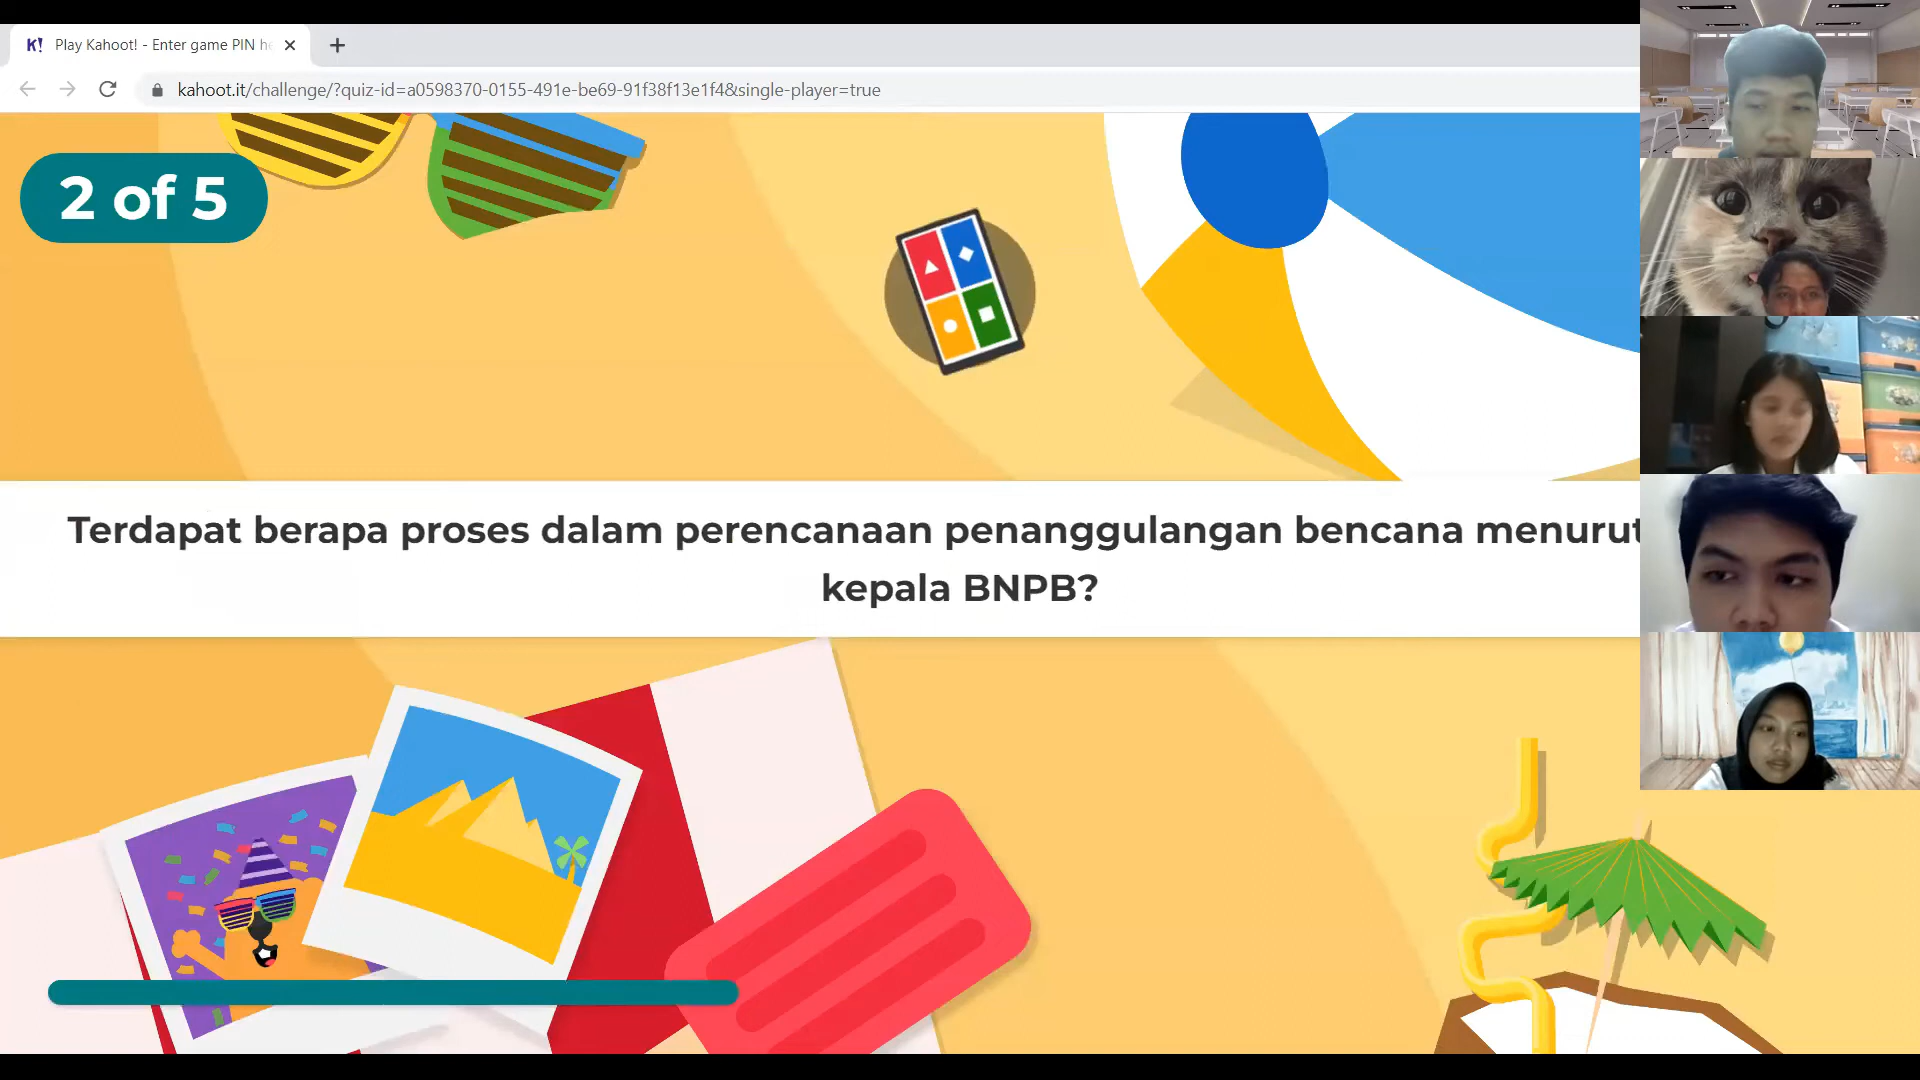 K! Play Kahoot! - Enter game PIN he
kahoot.it/challenge/?quiz-id=a0598370-0155-491e-be69-91f38f13e1f4&single-player=true
2 of 5
Terdapat berapa proses dalam perencanaan penanggulangan bencana menurut
kepala BNPB?